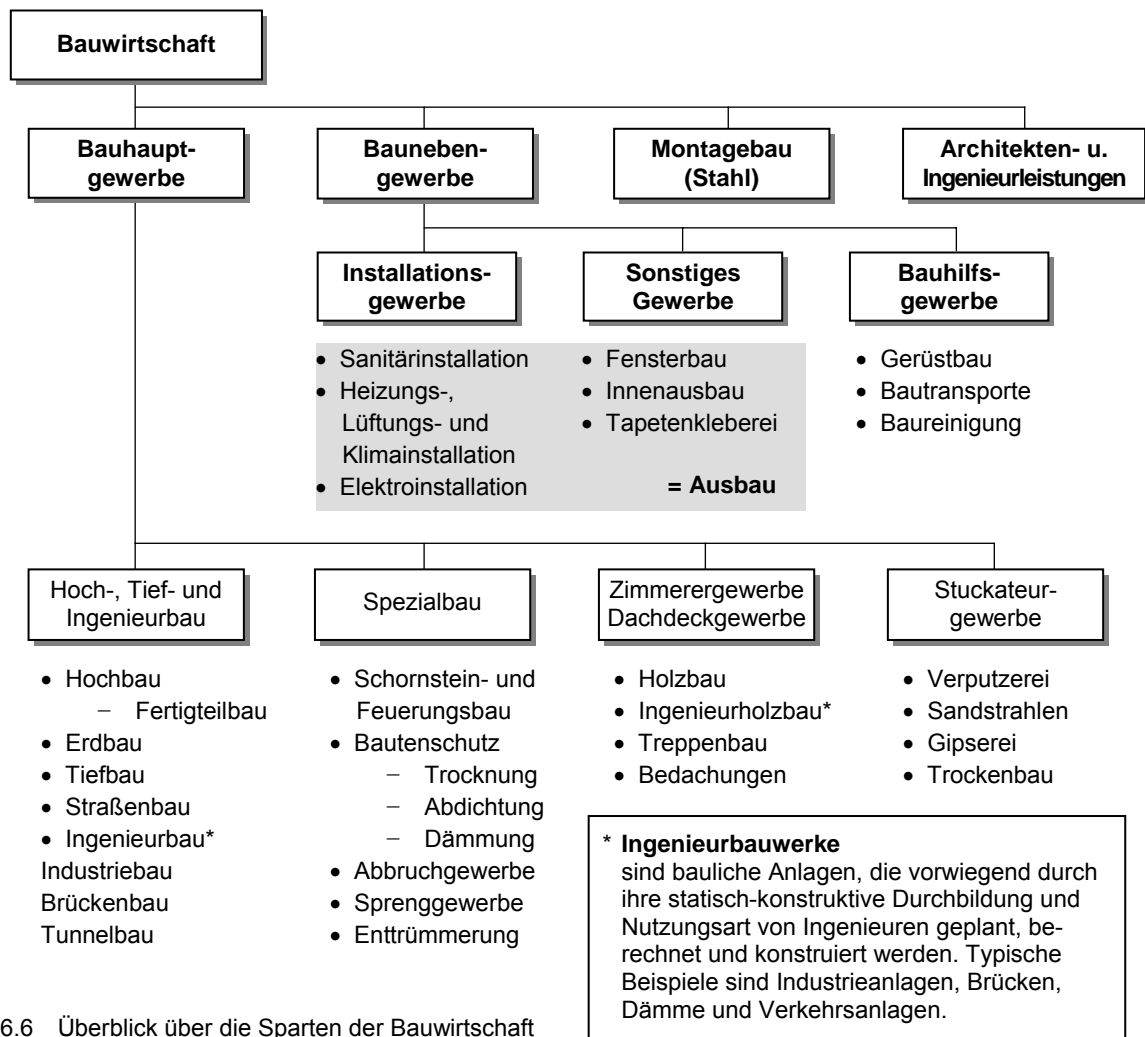 Bauwirtschaft
Bauhaupt-
gewerbe
Bauneben-
gewerbe
Montagebau
(Stahl)
Architekten- u.
Ingenieurleistungen
Installations-
gewerbe
Sonstiges
Gewerbe
Bauhilfs-
gewerbe
• Sanitärinstallation
• Heizungs-,
Lüftungs- und
Klimainstallation
• Elektroinstallation
• Fensterbau
• Innenausbau
• Tapetenkleberei
= Ausbau
• Gerüstbau
• Bautransporte
• Baureinigung
Hoch-, Tief- und
Ingenieurbau
Spezialbau
Zimmerergewerbe
Dachdeckgewerbe
Stuckateur-
gewerbe
• Hochbau
– Fertigteilbau
• Erdbau
• Tiefbau
• Straßenbau
• Ingenieurbau*
Industriebau
Brückenbau
Tunnelbau
• Schornstein- und
Feuerungsbau
• Bautenschutz
– Trocknung
– Abdichtung
– Dämmung
• Abbruchgewerbe
• Sprenggewerbe
• Enttrümmerung
• Holzbau
• Ingenieurholzbau*
• Treppenbau
• Bedachungen
• Verputzerei
• Sandstrahlen
• Gipserei
• Trockenbau
* Ingenieurbauwerke
sind bauliche Anlagen, die vorwiegend durch
ihre statisch-konstruktive Durchbildung und
Nutzungsart von Ingenieuren geplant, be-
rechnet und konstruiert werden. Typische
Beispiele sind Industrieanlagen, Brücken,
Dämme und Verkehrsanlagen.
6.6 Überblick über die Sparten der Bauwirtschaft